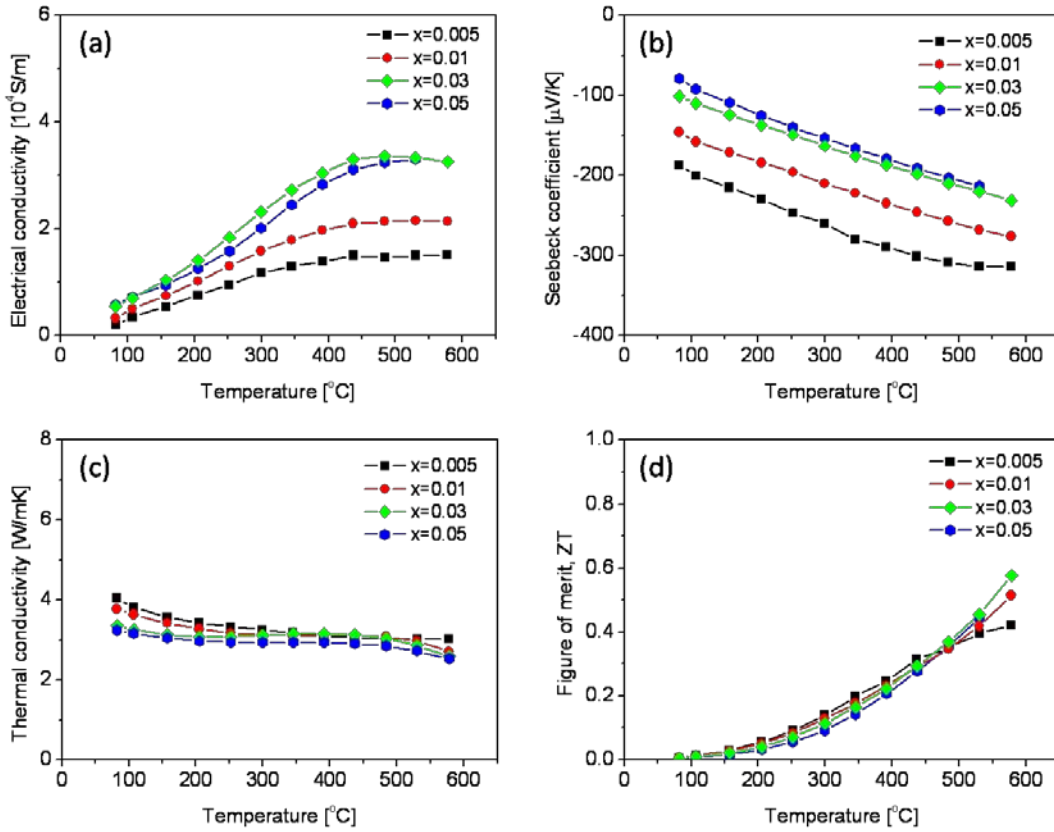 (a)
x=0.005
x=0.01
x=0.03
x=0.05
Electrical conductivity [10⁴ S/m]
6
4
2
0
0 100 200 300 400 500 600
Temperature [°C]
(b)
x=0.005
x=0.01
x=0.03
x=0.05
Seebeck coefficient [μV/K]
-0
-100
-200
-300
-400
0 100 200 300 400 500 600
Temperature [°C]
(c)
x=0.005
x=0.01
x=0.03
x=0.05
Thermal conductivity [W/mK]
8
6
4
2
0
0 100 200 300 400 500 600
Temperature [°C]
(d)
x=0.005
x=0.01
x=0.03
x=0.05
Figure of merit, ZT
1.0
0.8
0.6
0.4
0.2
0.0
0 100 200 300 400 500 600
Temperature [°C]